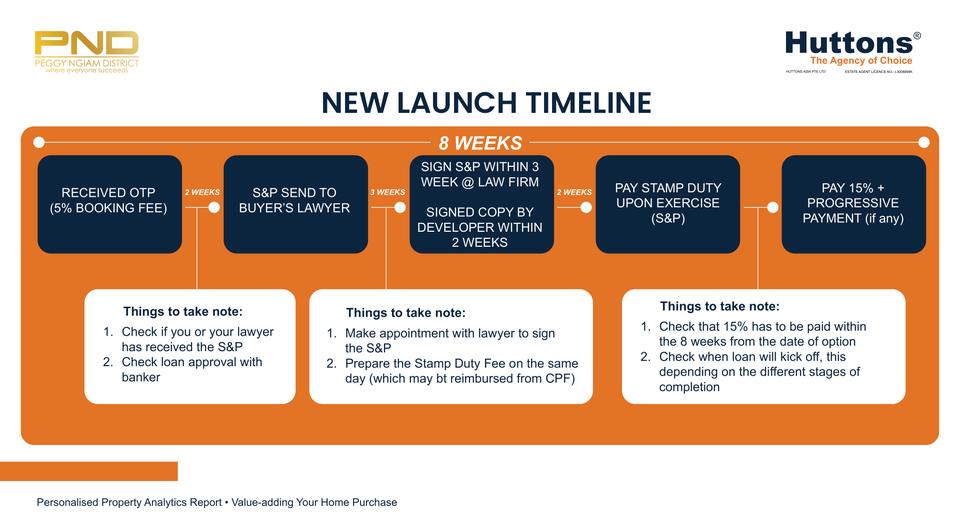 PND
PEGGY NGIAM DISTRICT
where everyone succeeds
Huttons®
The Agency of Choice
HUTTONS ASIA PTE LTD
ESTATE AGENT LICENCE NO.: L3008899K
NEW LAUNCH TIMELINE
8 WEEKS
RECEIVED OTP
(5% BOOKING FEE)
2 WEEKS
S&P SEND TO
BUYER'S LAWYER
3 WEEKS
SIGN S&P WITHIN 3
WEEK @ LAW FIRM
SIGNED COPY BY
DEVELOPER WITHIN
2 WEEKS
2 WEEKS
PAY STAMP DUTY
UPON EXERCISE
(S&P)
PAY 15% +
PROGRESSIVE
PAYMENT (if any)
Things to take note:
1. Check if you or your lawyer
has received the S&P
2. Check loan approval with
banker
Things to take note:
1. Make appointment with lawyer to sign
the S&P
2. Prepare the Stamp Duty Fee on the same
day (which may bt reimbursed from CPF)
Things to take note:
1. Check that 15% has to be paid within
the 8 weeks from the date of option
2. Check when loan will kick off, this
depending on the different stages of
completion
Personalised Property Analytics Report • Value-adding Your Home Purchase